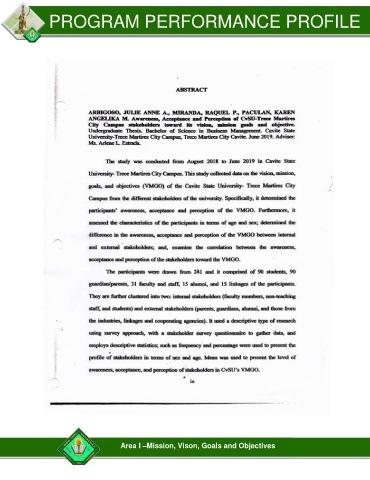 PROGRAM PERFORMANCE PROFILE
ABSTRACT
ARRIGOSO, JULIE ANNE A., MIRANDA, RAQUEL P., PACULAN, KAREN
ANGELIKA M. Awareness, Acceptance and Perception of CvSU-Trece Martires
City Campus stakeholders toward its vision, mission goals and objective.
Undergraduate Thesis. Bachelor of Science in Business Management. Cavite State
University-Trece Martires City Campus, Trece Martires City Cavite. June 2019. Adviser:
Ms. Arlene L. Estrada.
The study was conducted from August 2018 to June 2019 in Cavite State
University- Trece Martires City Campus. This study collected data on the vision, mission,
goals, and objectives (VMGO) of the Cavite State University- Trece Martires City
Campus from the different stakeholders of the university. Specifically, it determined the
participants' awareness, acceptance and perception of the VMGO. Furthermore, it
assessed the characteristics of the participants in terms of age and sex; determined the
difference in the awareness, acceptance and perception of the VMGO between internal
and external stakeholders; and, examine the correlation between the awareness,
acceptance and perception of the stakeholders toward the VMGO.
The participants were drawn from 241 and it comprised of 90 students, 90
guardian/parents, 31 faculty and staff, 15 alumni, and 15 linkages of the participants.
They are further clustered into two: internal stakeholders (faculty members, non-teaching
staff, and students) and external stakeholders (parents, guardians, alumni, and those from
the industries, linkages and cooperating agencies). It used a descriptive type of research
using survey approach, with a stakeholder survey questionnaire to gather data, and
employs descriptive statistics; such as frequency and percentage were used to present the
profile of stakeholders in terms of sex and age. Mean was used to present the level of
awareness, acceptance, and perception of stakeholders in CvSU's VMGO.
ix
Area I –Mission, Vison, Goals and Objectives